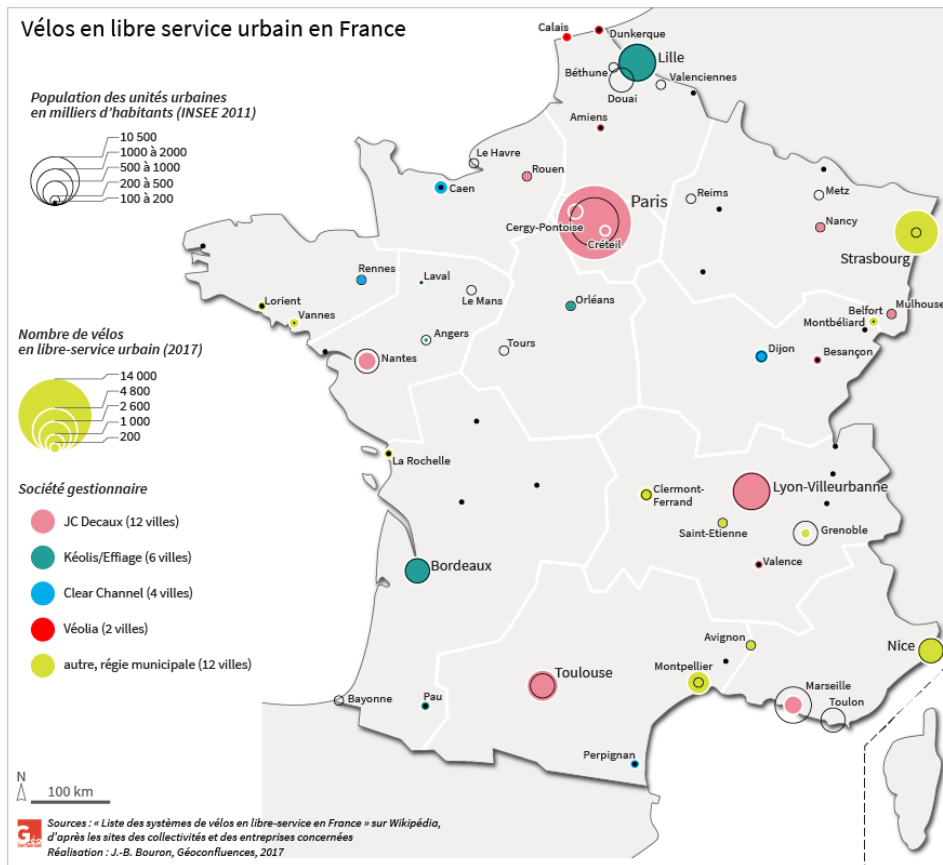 Vélos en libre service urbain en France
Population des unités urbaines
en milliers d'habitants (INSEE 2011)
10 500
1000 à 2000
500 à 1000
200 à 500
100 à 200
Nombre de vélos
en libre-service urbain (2017)
14 000
4 800
2 600
1 000
200
Société gestionnaire
JC Decaux (12 villes)
Kéolis/Effiage (6 villes)
Clear Channel (4 villes)
Véolia (2 villes)
autre, régie municipale (12 villes)
Calais
Dunkerque
Lille
Béthune
Valenciennes
Douai
Amiens
Le Havre
Rouen
Caen
Reims
Metz
Paris
Cergy-Pontoise
Créteil
Nancy
Strasbourg
Rennes
Laval
Le Mans
Orléans
Lorient
Vannes
Belfort
Mulhouse
Montbéliard
Angers
Tours
Nantes
Dijon
Besançon
La Rochelle
Clermont-
Ferrand
Lyon-Villeurbanne
Saint-Etienne
Grenoble
Bordeaux
Valence
Avignon
Nice
Toulouse
Montpellier
Marseille
Toulon
Bayonne
Pau
Perpignan
N
100 km
Géo
confluences
Sources : « Liste des systèmes de vélos en libre-service en France » sur Wikipédia,
d'après les sites des collectivités et des entreprises concernées
Réalisation : J.-B. Bouron, Géoconfluences, 2017